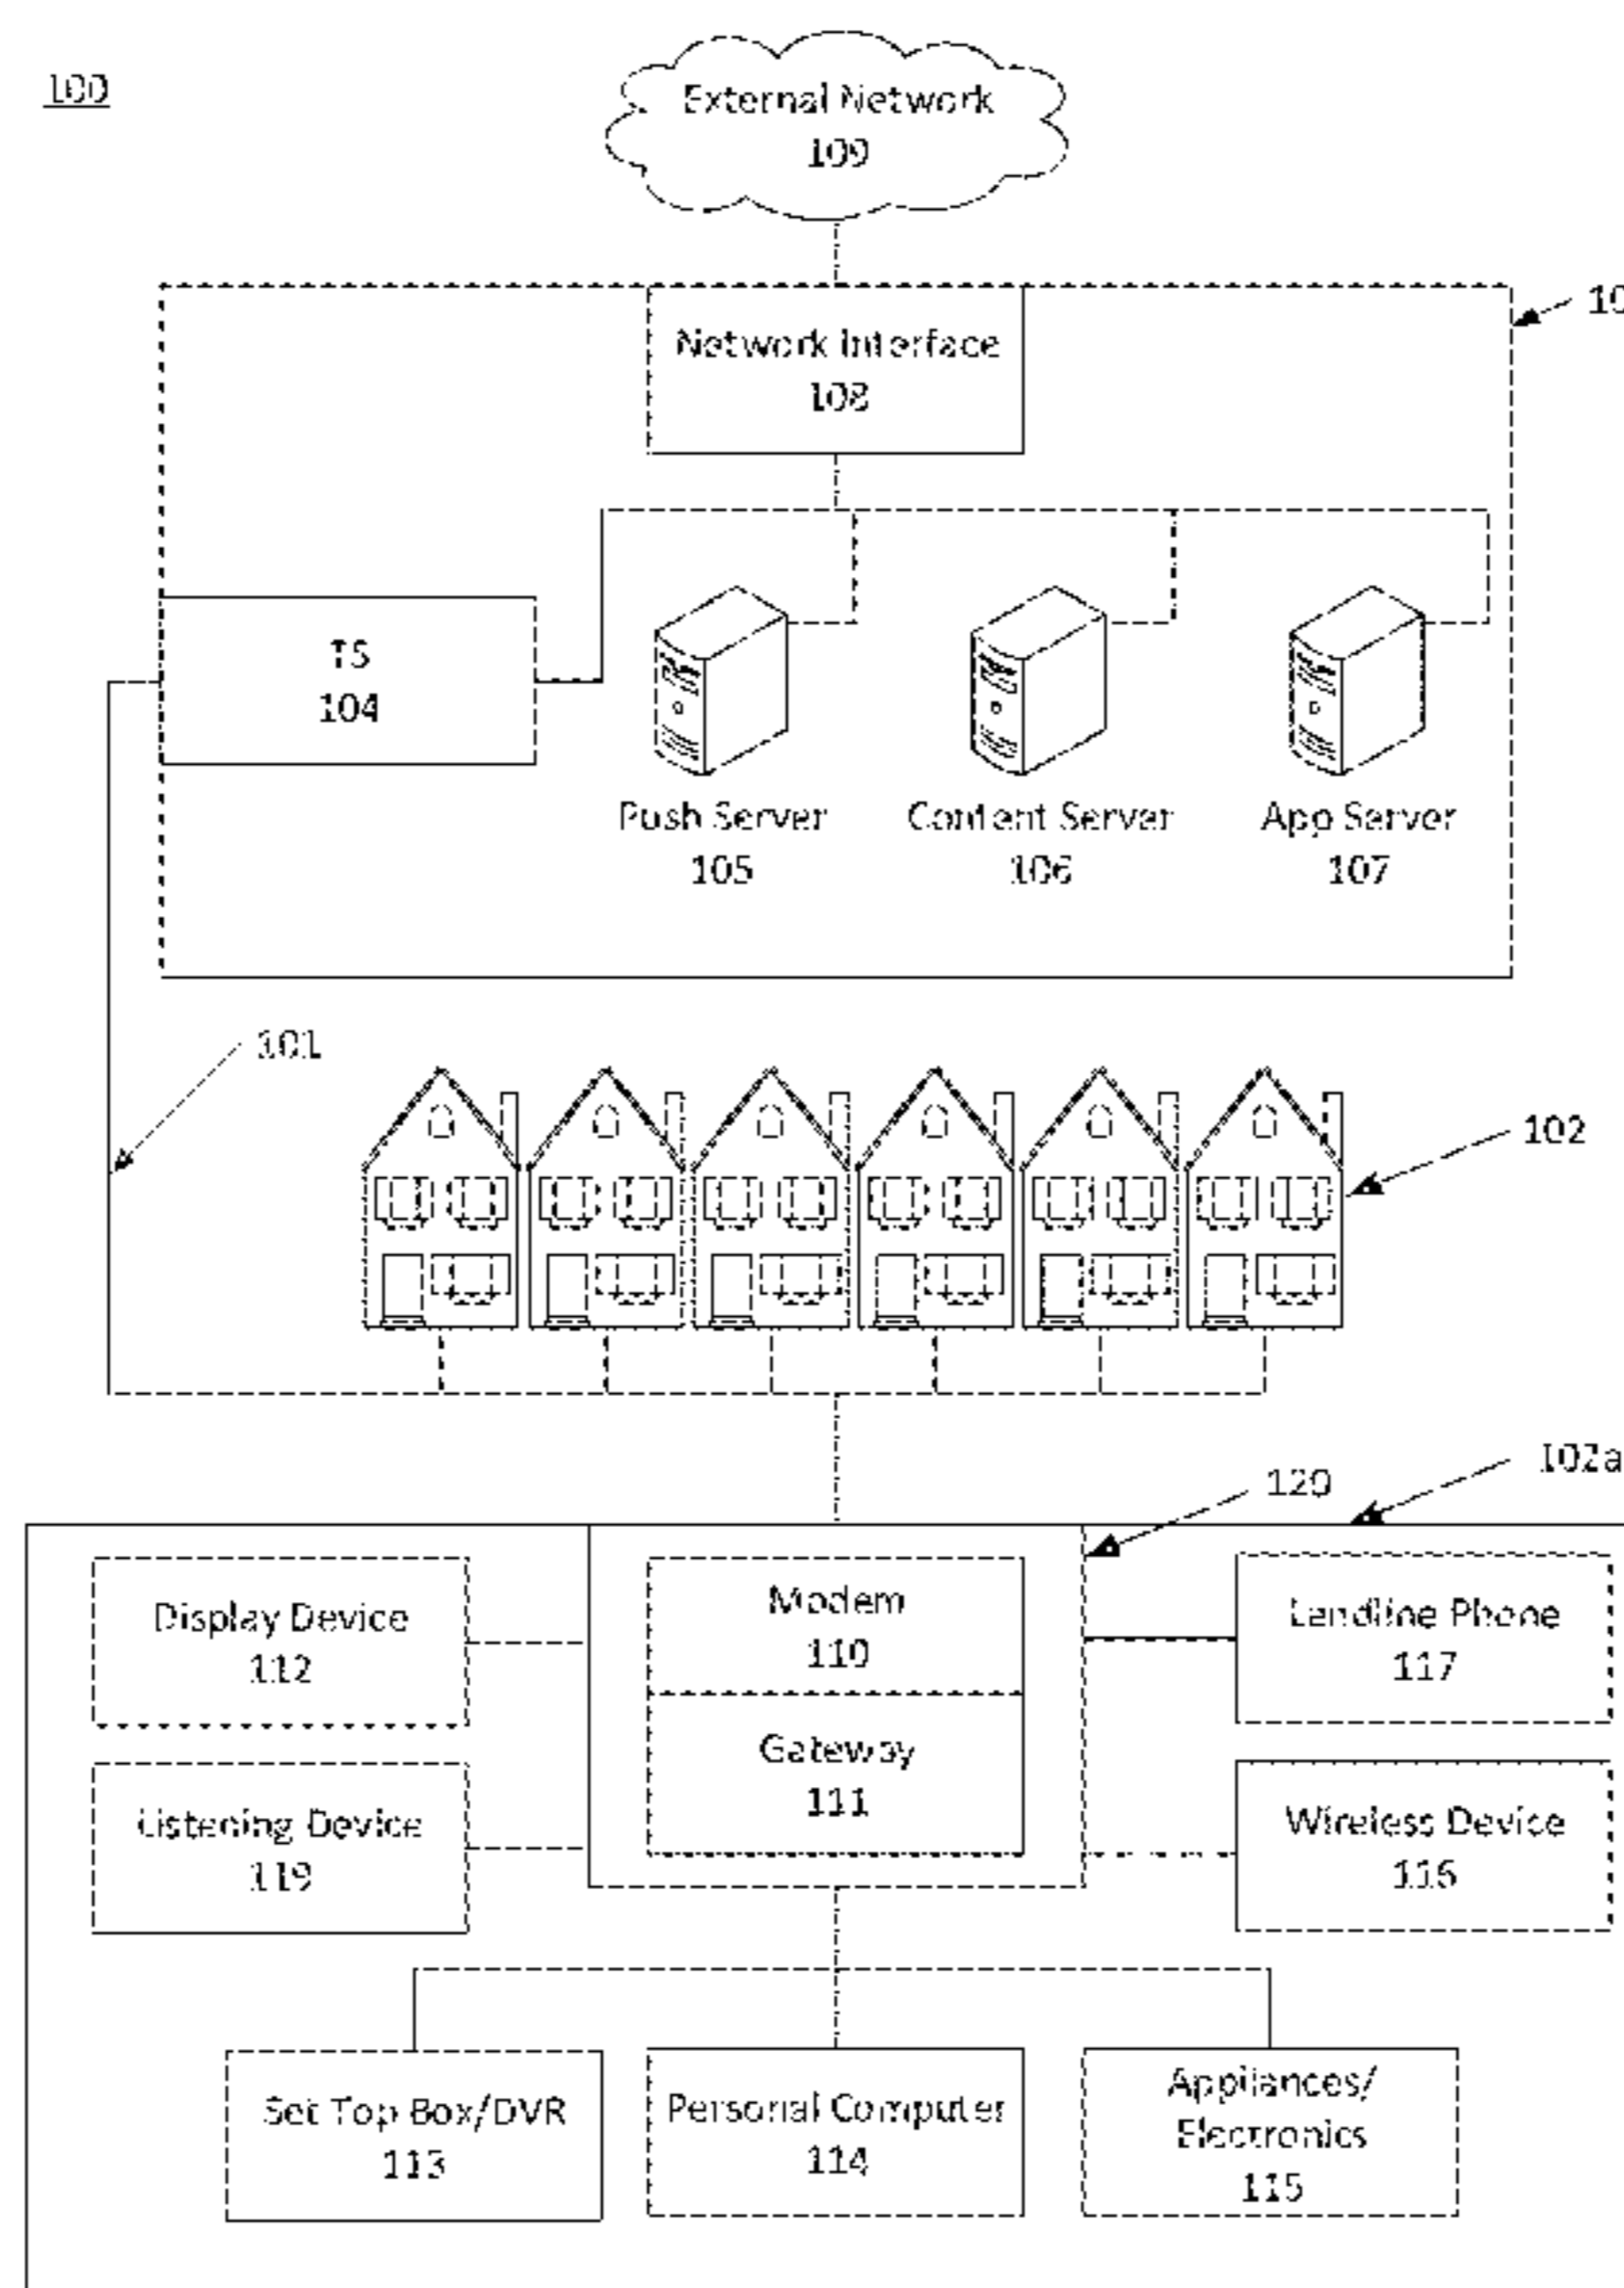 100
External Network
109
10
Network Interface
108
TS
104
Push Server
105
Content Server
106
App Server
107
101
102
102a
120
Display Device
112
Modem
110
Landline Phone
117
Gateway
111
Listening Device
119
Wireless Device
116
Set Top Box/DVR
113
Personal Computer
114
Appliances/
Electronics
115